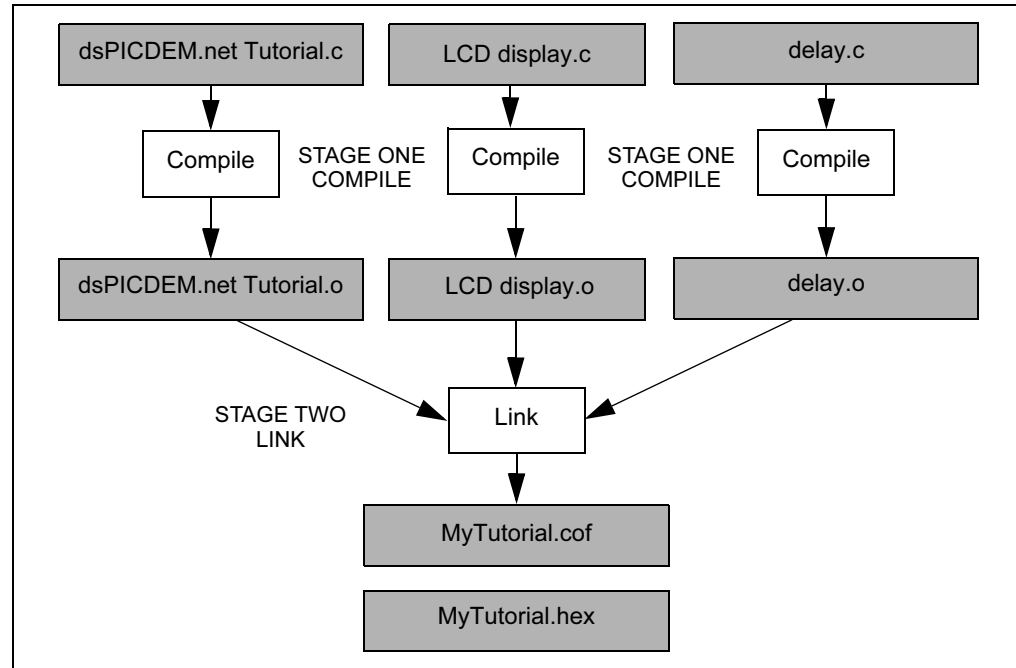 dsPICDEM.net Tutorial.c
LCD display.c
delay.c
Compile
STAGE ONE
COMPILE
Compile
STAGE ONE
COMPILE
Compile
dsPICDEM.net Tutorial.o
LCD display.o
delay.o
STAGE TWO
LINK
Link
MyTutorial.cof
MyTutorial.hex